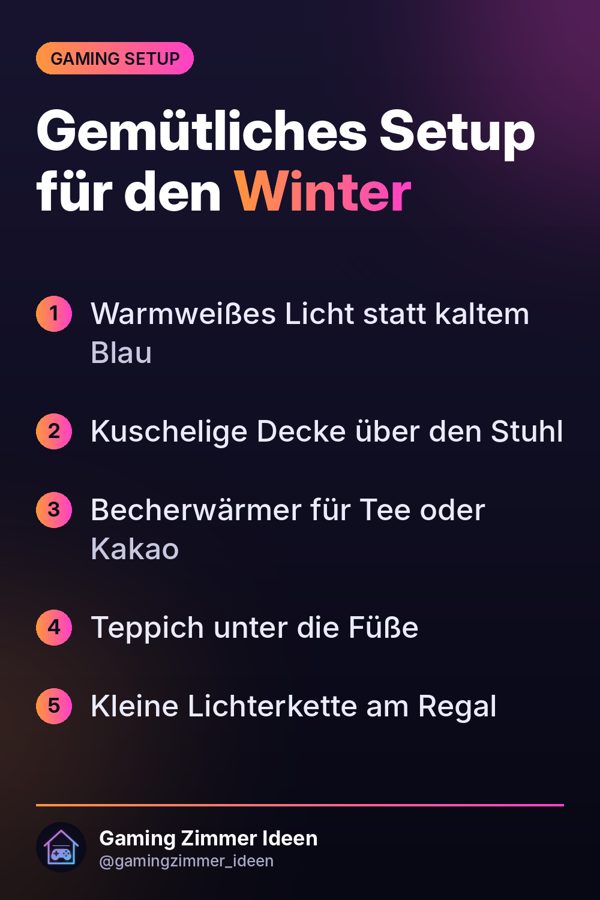 GAMING SETUP
Gemütliches Setup
für den Winter
1 Warmweißes Licht statt kaltem
Blau
2 Kuschelige Decke über den Stuhl
3 Becherwärmer für Tee oder
Kakao
4 Teppich unter die Füße
5 Kleine Lichterkette am Regal
Gaming Zimmer Ideen
@gamingzimmer_ideen